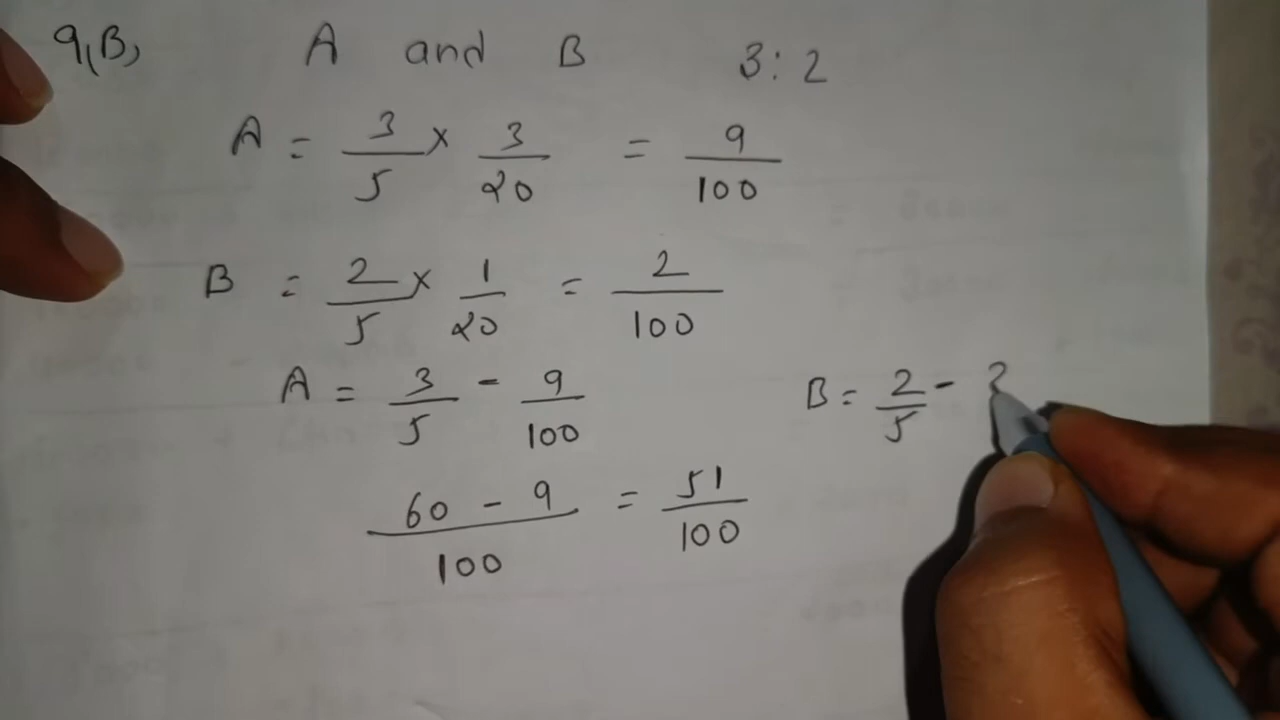 9(B) A and B 3:2
A = 3/5 × 3/20 = 9/100
B = 2/5 × 1/20 = 2/100
A = 3/5 - 9/100 B = 2/5 - 2
60 - 9/100 = 51/100